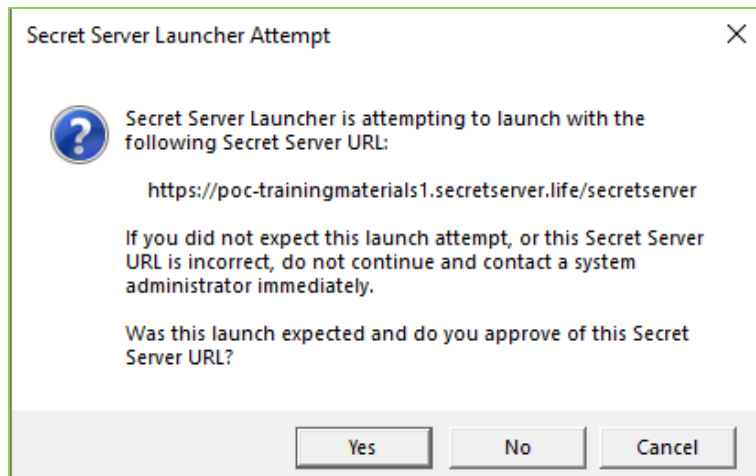 Secret Server Launcher Attempt
Secret Server Launcher is attempting to launch with the
following Secret Server URL:
https://poc-trainingmaterials1.secretserver.life/secretserver
If you did not expect this launch attempt, or this Secret Server
URL is incorrect, do not continue and contact a system
administrator immediately.
Was this launch expected and do you approve of this Secret
Server URL?
Yes No Cancel